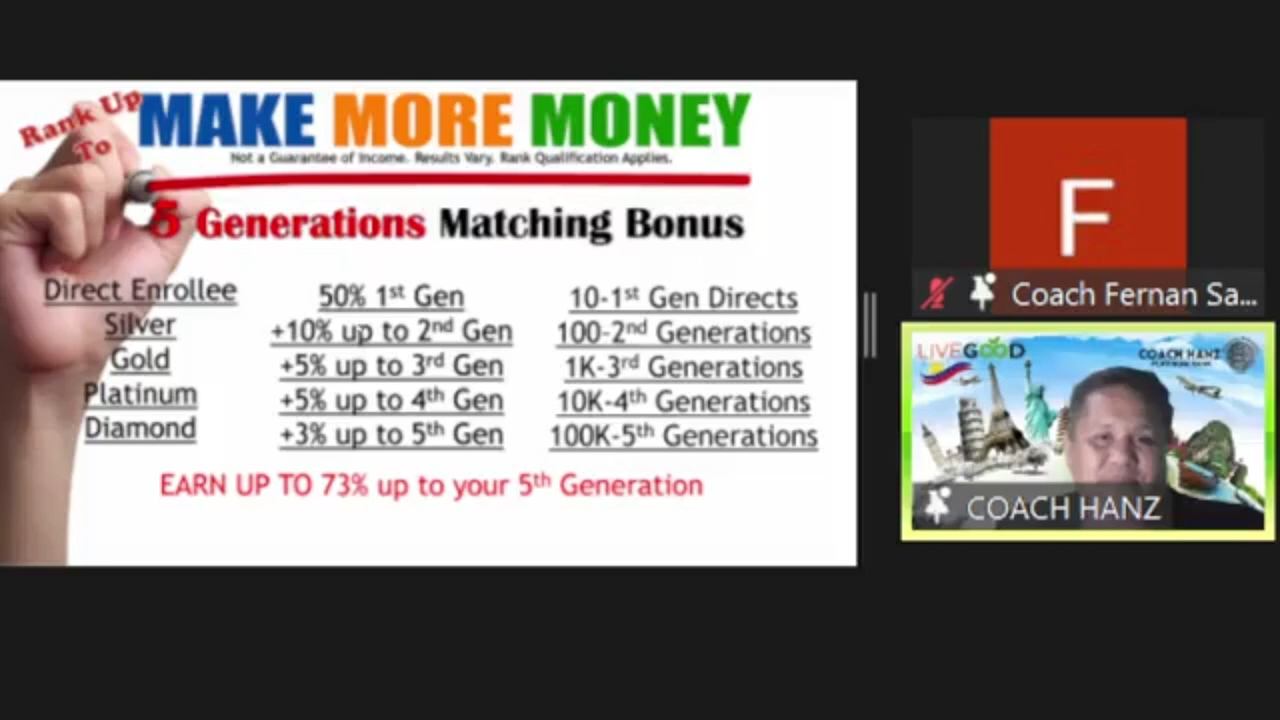 Rank Up
To
MAKE MORE MONEY
Not a Guarantee of Income. Results Vary. Rank Qualification Applies.
5 Generations Matching Bonus
Direct Enrollee 50% 1st Gen 10-1st Gen Directs
Silver +10% up to 2nd Gen 100-2nd Generations
Gold +5% up to 3rd Gen 1K-3rd Generations
Platinum +5% up to 4th Gen 10K-4th Generations
Diamond +3% up to 5th Gen 100K-5th Generations
EARN UP TO 73% up to your 5th Generation
F
Coach Fernan Sa...
LIVEGOOD
COACH HANZ
COACH HANZ